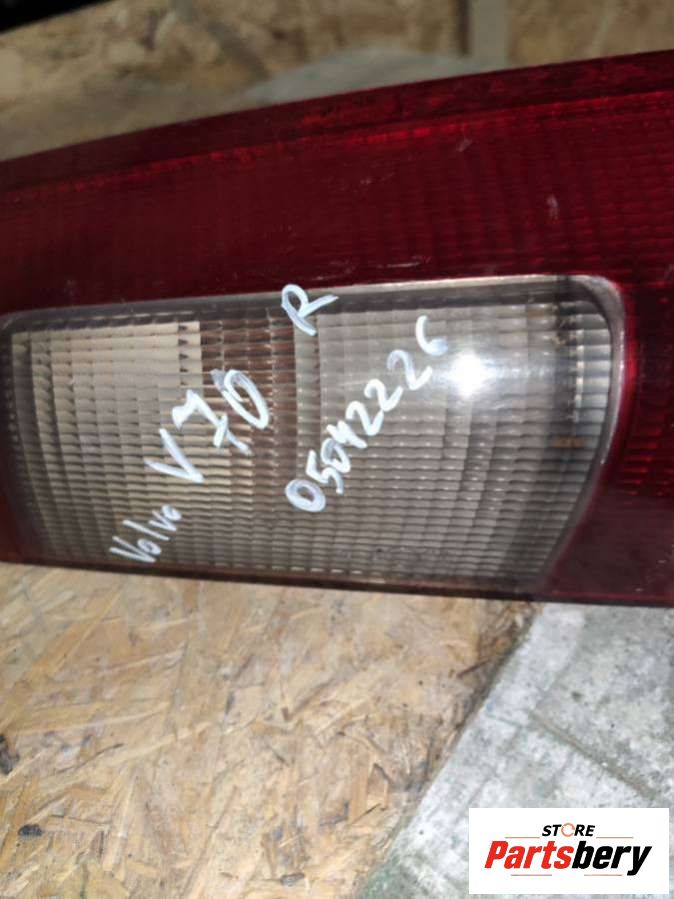 Volvo V70 R
05042226
STORE
Partsbery